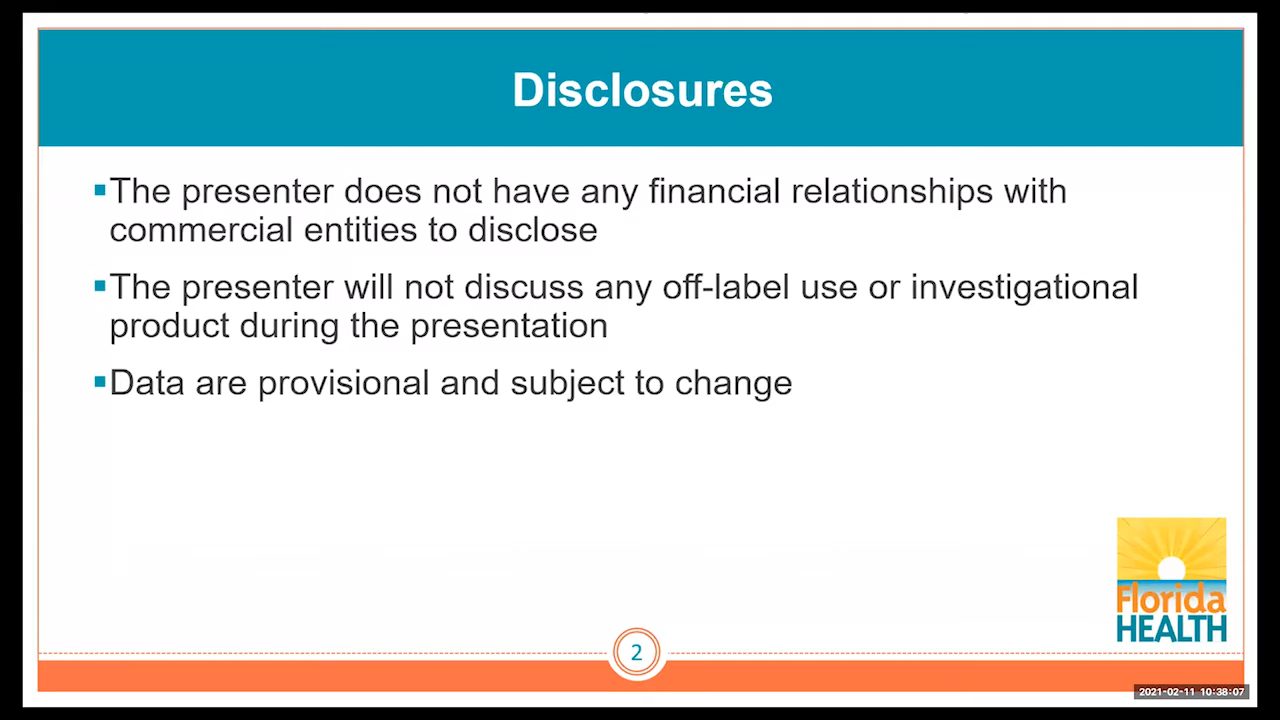 Disclosures
▪The presenter does not have any financial relationships with
commercial entities to disclose
▪The presenter will not discuss any off-label use or investigational
product during the presentation
▪Data are provisional and subject to change
Florida
HEALTH
2
2021-02-11 10:38:07